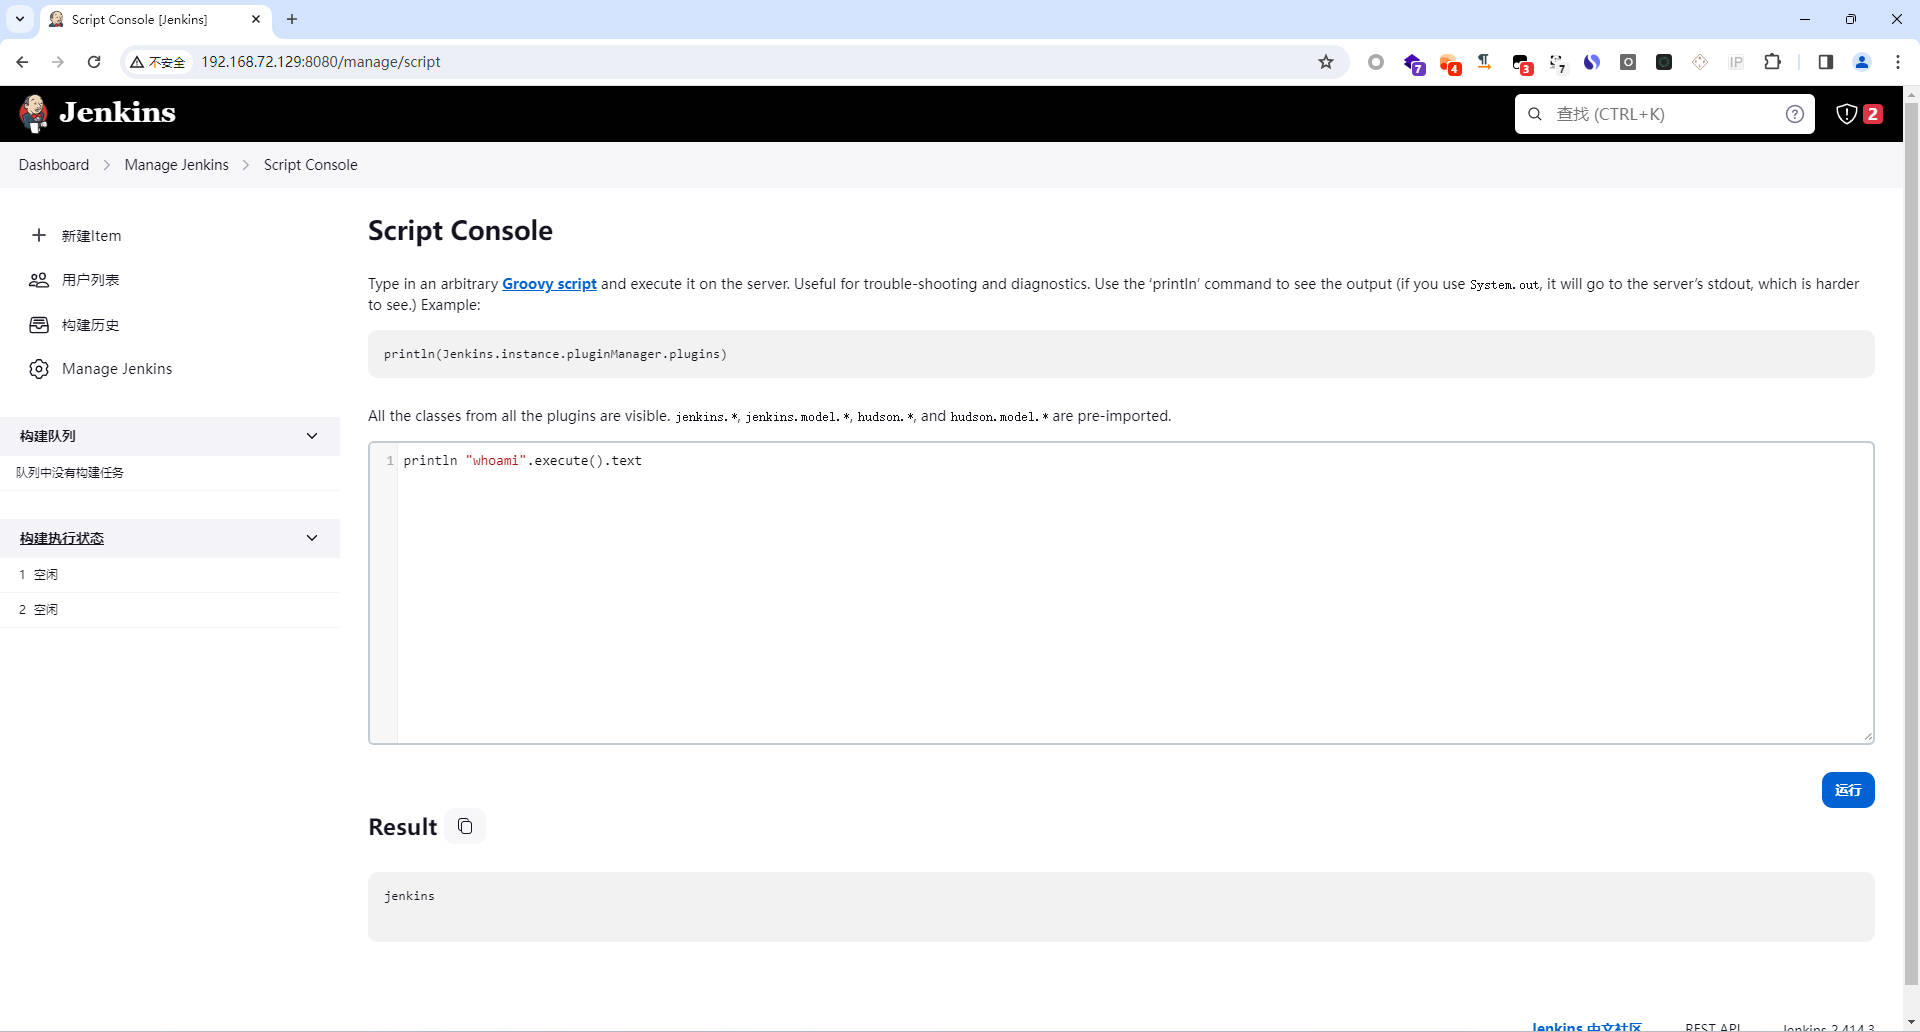 Script Console [Jenkins]
不安全
192.168.72.129:8080/manage/script
7
4
3
7
IP
Jenkins
查找 (CTRL+K)
2
Dashboard
Manage Jenkins
Script Console
新建Item
用户列表
构建历史
Manage Jenkins
构建队列
队列中没有构建任务
构建执行状态
1 空闲
2 空闲
Script Console
Type in an arbitrary Groovy script and execute it on the server. Useful for trouble-shooting and diagnostics. Use the ‘println’ command to see the output (if you use System.out, it will go to the server’s stdout, which is harder
to see.) Example:
println(Jenkins.instance.pluginManager.plugins)
All the classes from all the plugins are visible. jenkins.*, jenkins.model.*, hudson.*, and hudson.model.* are pre-imported.
1 println "whoami".execute().text
运行
Result
jenkins
Jenkins 中文社区
REST API
Jenkins 2.414.3